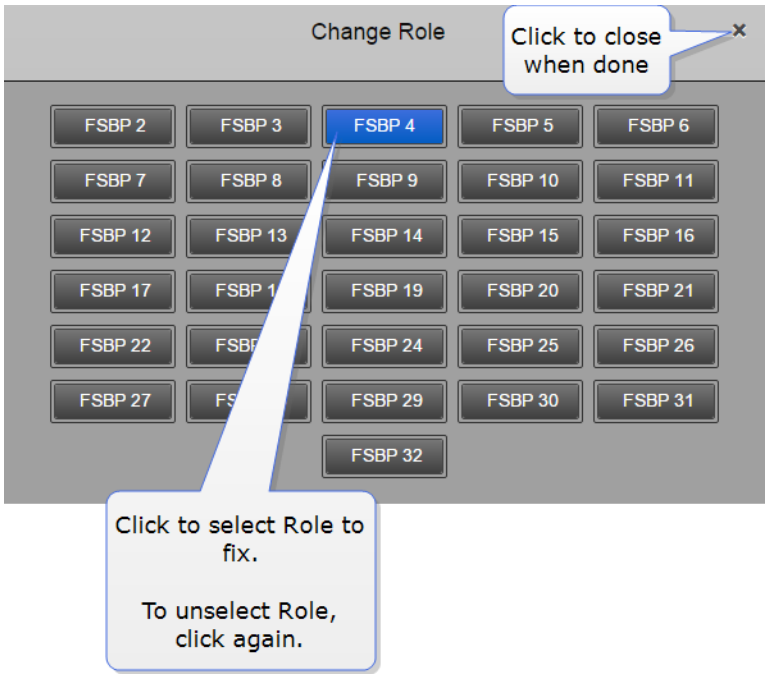 Change Role
Click to close
when done
×
FSBP 2 FSBP 3 FSBP 4 FSBP 5 FSBP 6
FSBP 7 FSBP 8 FSBP 9 FSBP 10 FSBP 11
FSBP 12 FSBP 13 FSBP 14 FSBP 15 FSBP 16
FSBP 17 FSBP FSBP 19 FSBP 20 FSBP 21
FSBP 22 FSBP 24 FSBP 25 FSBP 26
FSBP 27 FSBP 29 FSBP 30 FSBP 31
FSBP 32
Click to select Role to
fix.
To unselect Role,
click again.